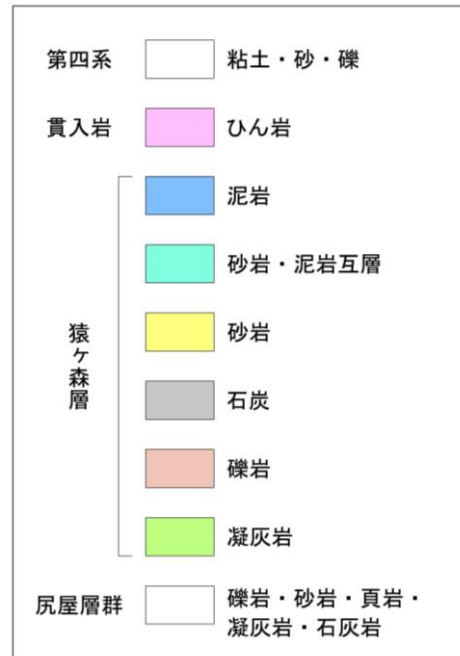 第四系 粘土・砂・礫
貫入岩 ひん岩
猿ヶ森層
泥岩
砂岩・泥岩互層
砂岩
石炭
礫岩
凝灰岩
尻屋層群 礫岩・砂岩・頁岩・
凝灰岩・石灰岩